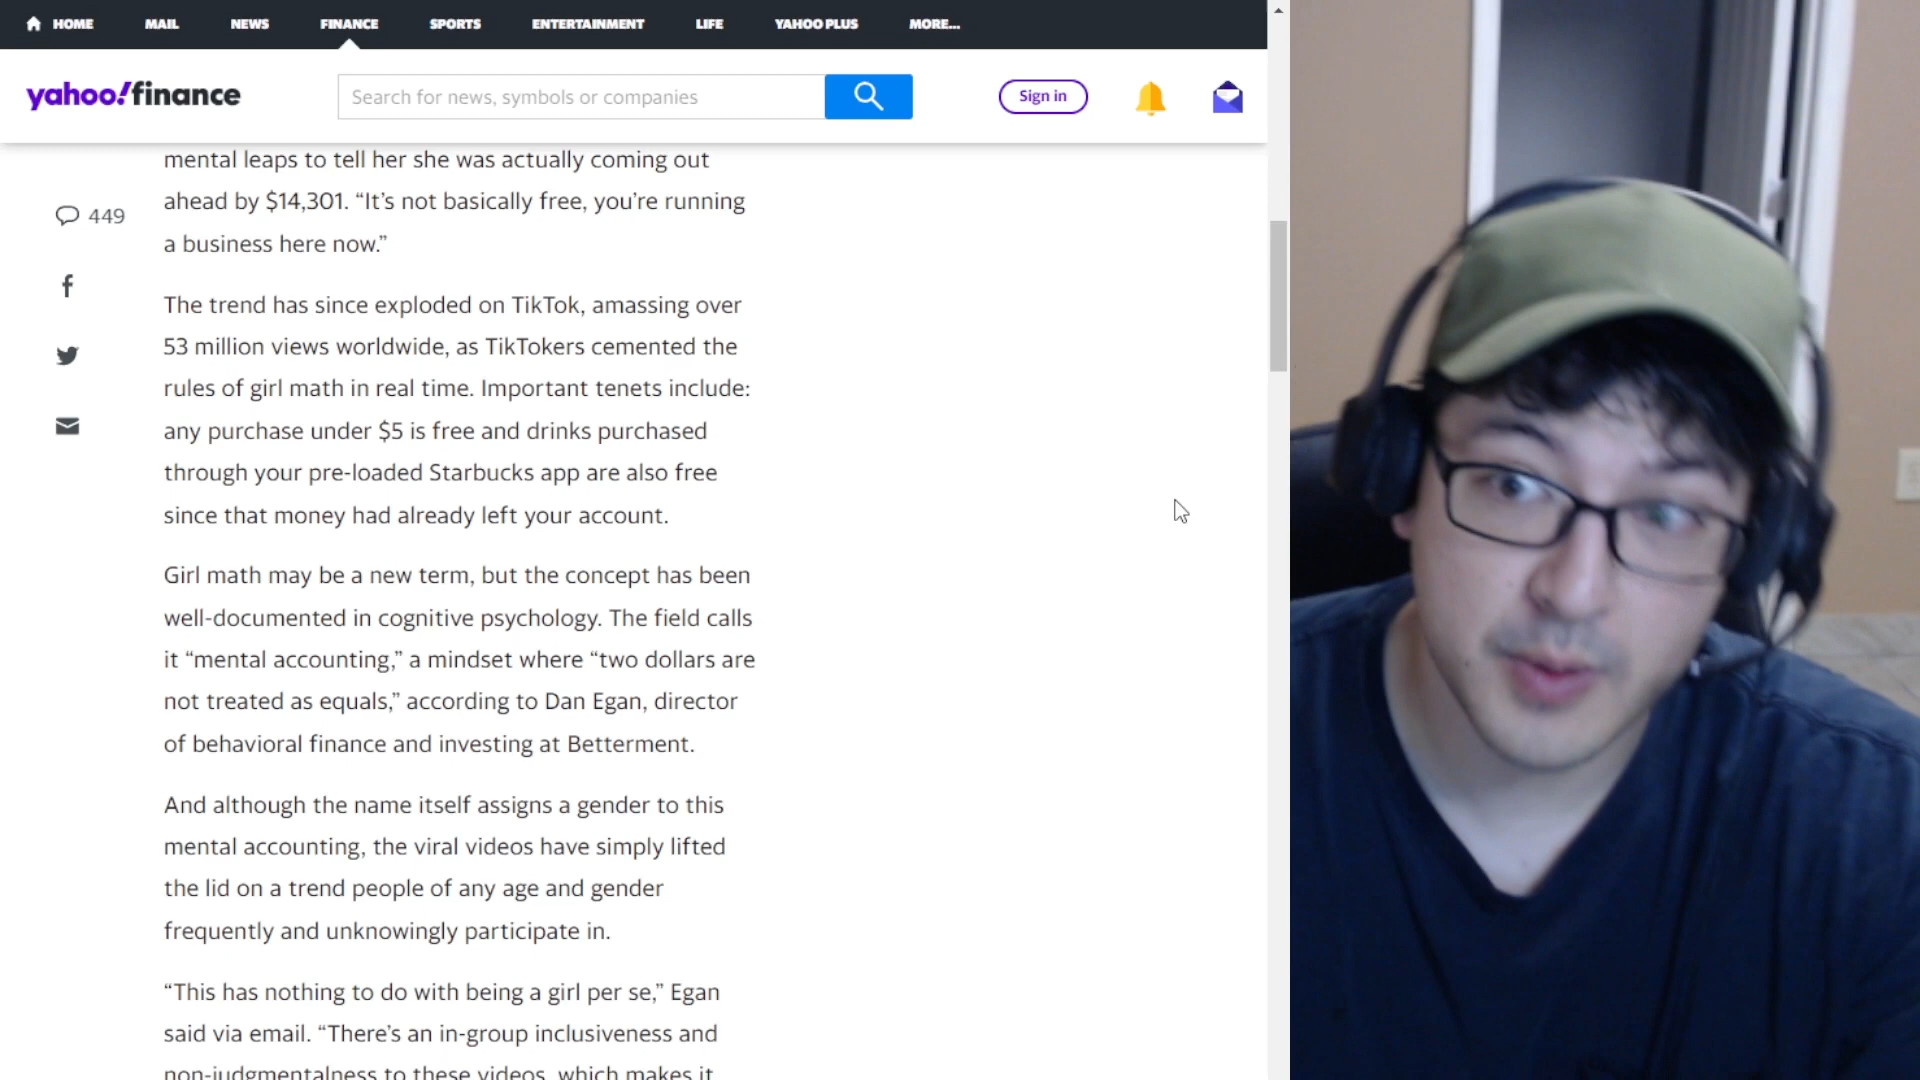 HOME MAIL NEWS FINANCE SPORTS ENTERTAINMENT LIFE YAHOO PLUS MORE...
yahoo!finance Search for news, symbols or companies Sign in
mental leaps to tell her she was actually coming out
ahead by $14,301. “It’s not basically free, you’re running
a business here now.”
449
The trend has since exploded on TikTok, amassing over
53 million views worldwide, as TikTokers cemented the
rules of girl math in real time. Important tenets include:
any purchase under $5 is free and drinks purchased
through your pre-loaded Starbucks app are also free
since that money had already left your account.
Girl math may be a new term, but the concept has been
well-documented in cognitive psychology. The field calls
it “mental accounting,” a mindset where “two dollars are
not treated as equals,” according to Dan Egan, director
of behavioral finance and investing at Betterment.
And although the name itself assigns a gender to this
mental accounting, the viral videos have simply lifted
the lid on a trend people of any age and gender
frequently and unknowingly participate in.
“This has nothing to do with being a girl per se,” Egan
said via email. “There’s an in-group inclusiveness and
non-judgmentalness to these videos, which makes it